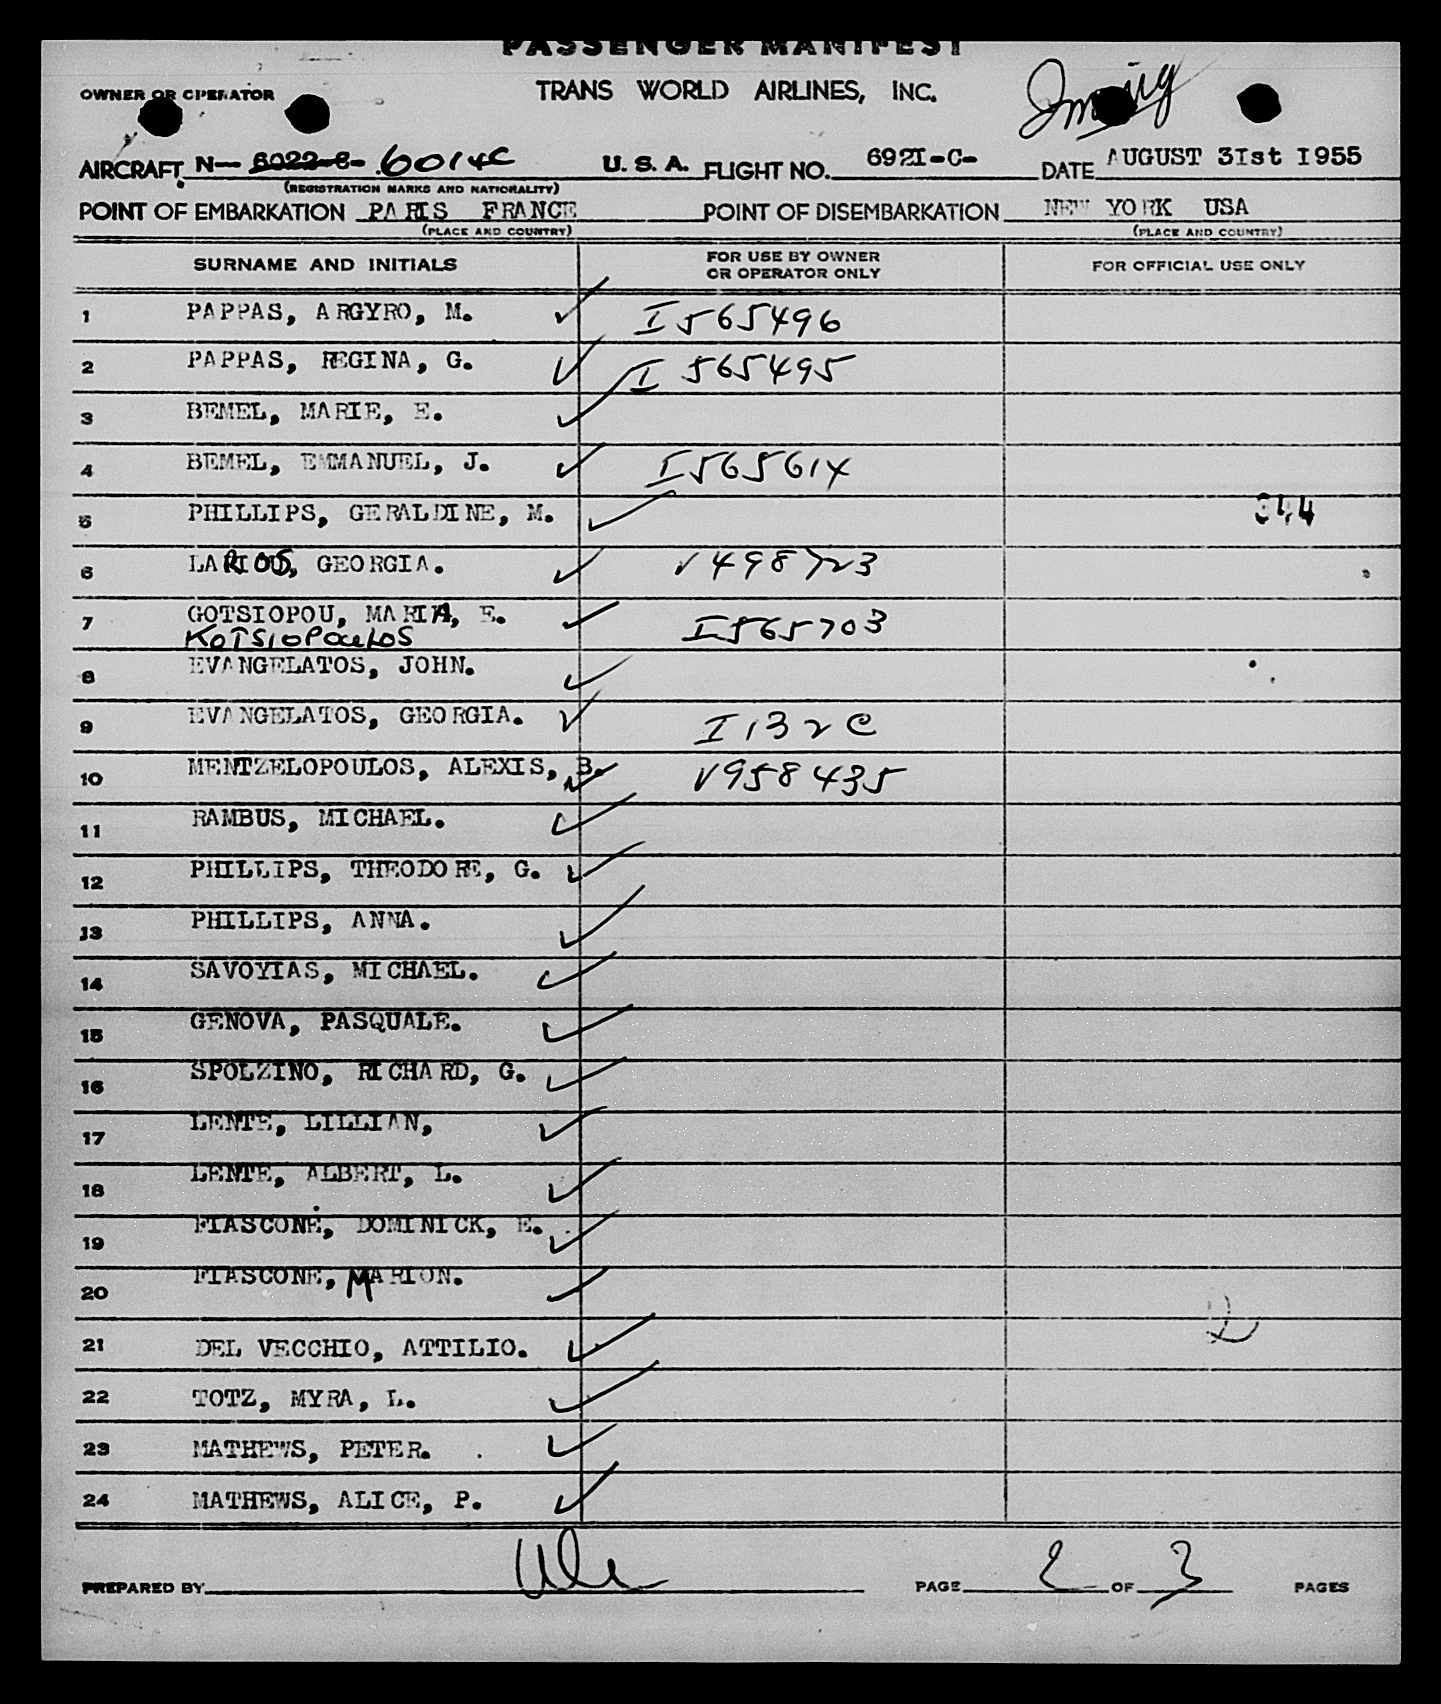 PASSENGER MANIFEST
OWNER OR OPERATOR TRANS WORLD AIRLINES, INC.
AIRCRAFT N- 6022-C- 6014C U.S.A. FLIGHT NO. 692I-C- DATE AUGUST 3Ist I955
(REGISTRATION MARKS AND NATIONALITY)
POINT OF EMBARKATION PARIS FRANCE POINT OF DISEMBARKATION NEW YORK USA
(PLACE AND COUNTRY) (PLACE AND COUNTRY)
SURNAME AND INITIALS FOR USE BY OWNER OR OPERATOR ONLY FOR OFFICIAL USE ONLY
1 PAPPAS, ARGYRO, M. I565496
2 PAPPAS, REGINA, G. I 565495
3 BEMEL, MARIE, E.
4 BEMEL, EMMANUEL, J. I565614
5 PHILLIPS, GERALDINE, M. 344
6 LARIOS, GEORGIA. V498723
7 GOTSIOPOU, MARIA, E. I565703
KOTSIOPOULOS
8 EVANGELATOS, JOHN.
9 EVANGELATOS, GEORGIA. I132C
10 MENTZELOPOULOS, ALEXIS, B. V958435
11 RAMBUS, MICHAEL.
12 PHILLIPS, THEODORE, G.
13 PHILLIPS, ANNA.
14 SAVOYIAS, MICHAEL.
15 GENOVA, PASQUALE.
16 SPOLZINO, RICHARD, G.
17 LENTE, LILLIAN,
18 LENTE, ALBERT, L.
19 FIASCONE, DOMINICK, E.
20 FIASCONE, MARION.
21 DEL VECCHIO, ATTILIO.
22 TOTZ, MYRA, L.
23 MATHEWS, PETER.
24 MATHEWS, ALICE, P.
PREPARED BY PAGE 2 OF 3 PAGES